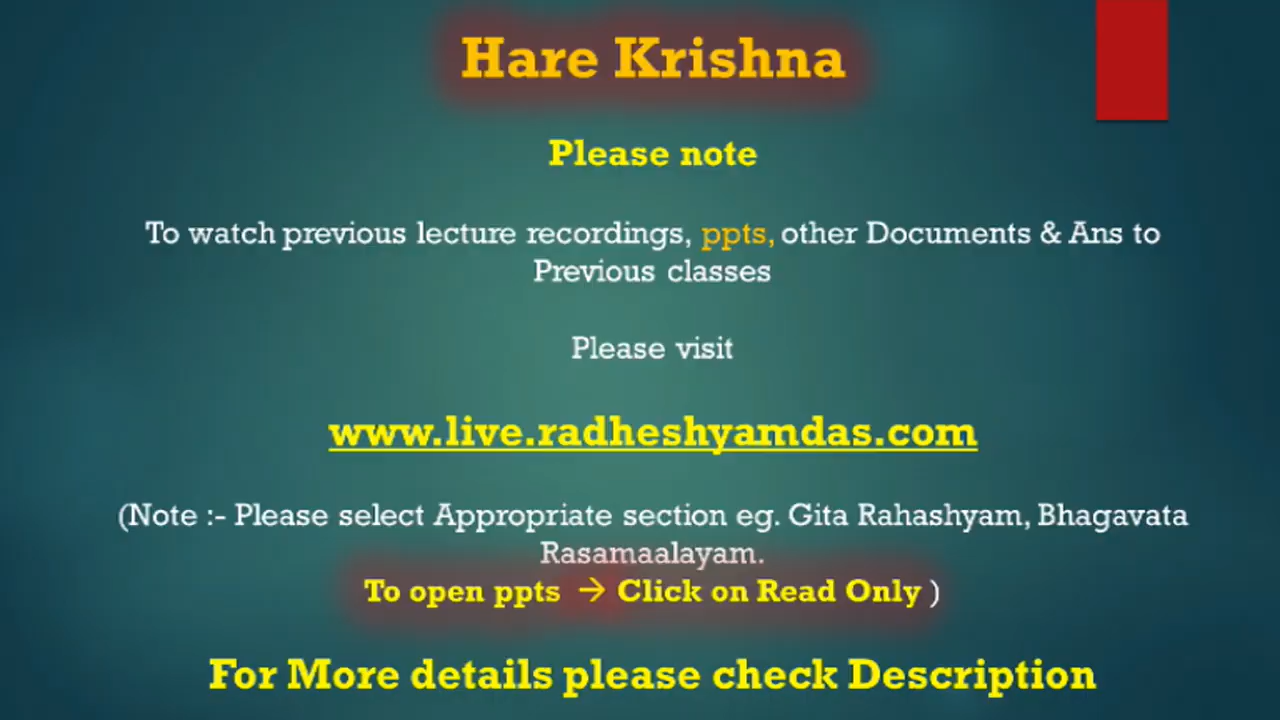 Hare Krishna
Please note
To watch previous lecture recordings, ppts, other Documents & Ans to
Previous classes
Please visit
www.live.radheshyamdas.com
(Note :- Please select Appropriate section eg. Gita Rahashyam, Bhagavata
Rasamaalayam.
To open ppts → Click on Read Only )
For More details please check Description